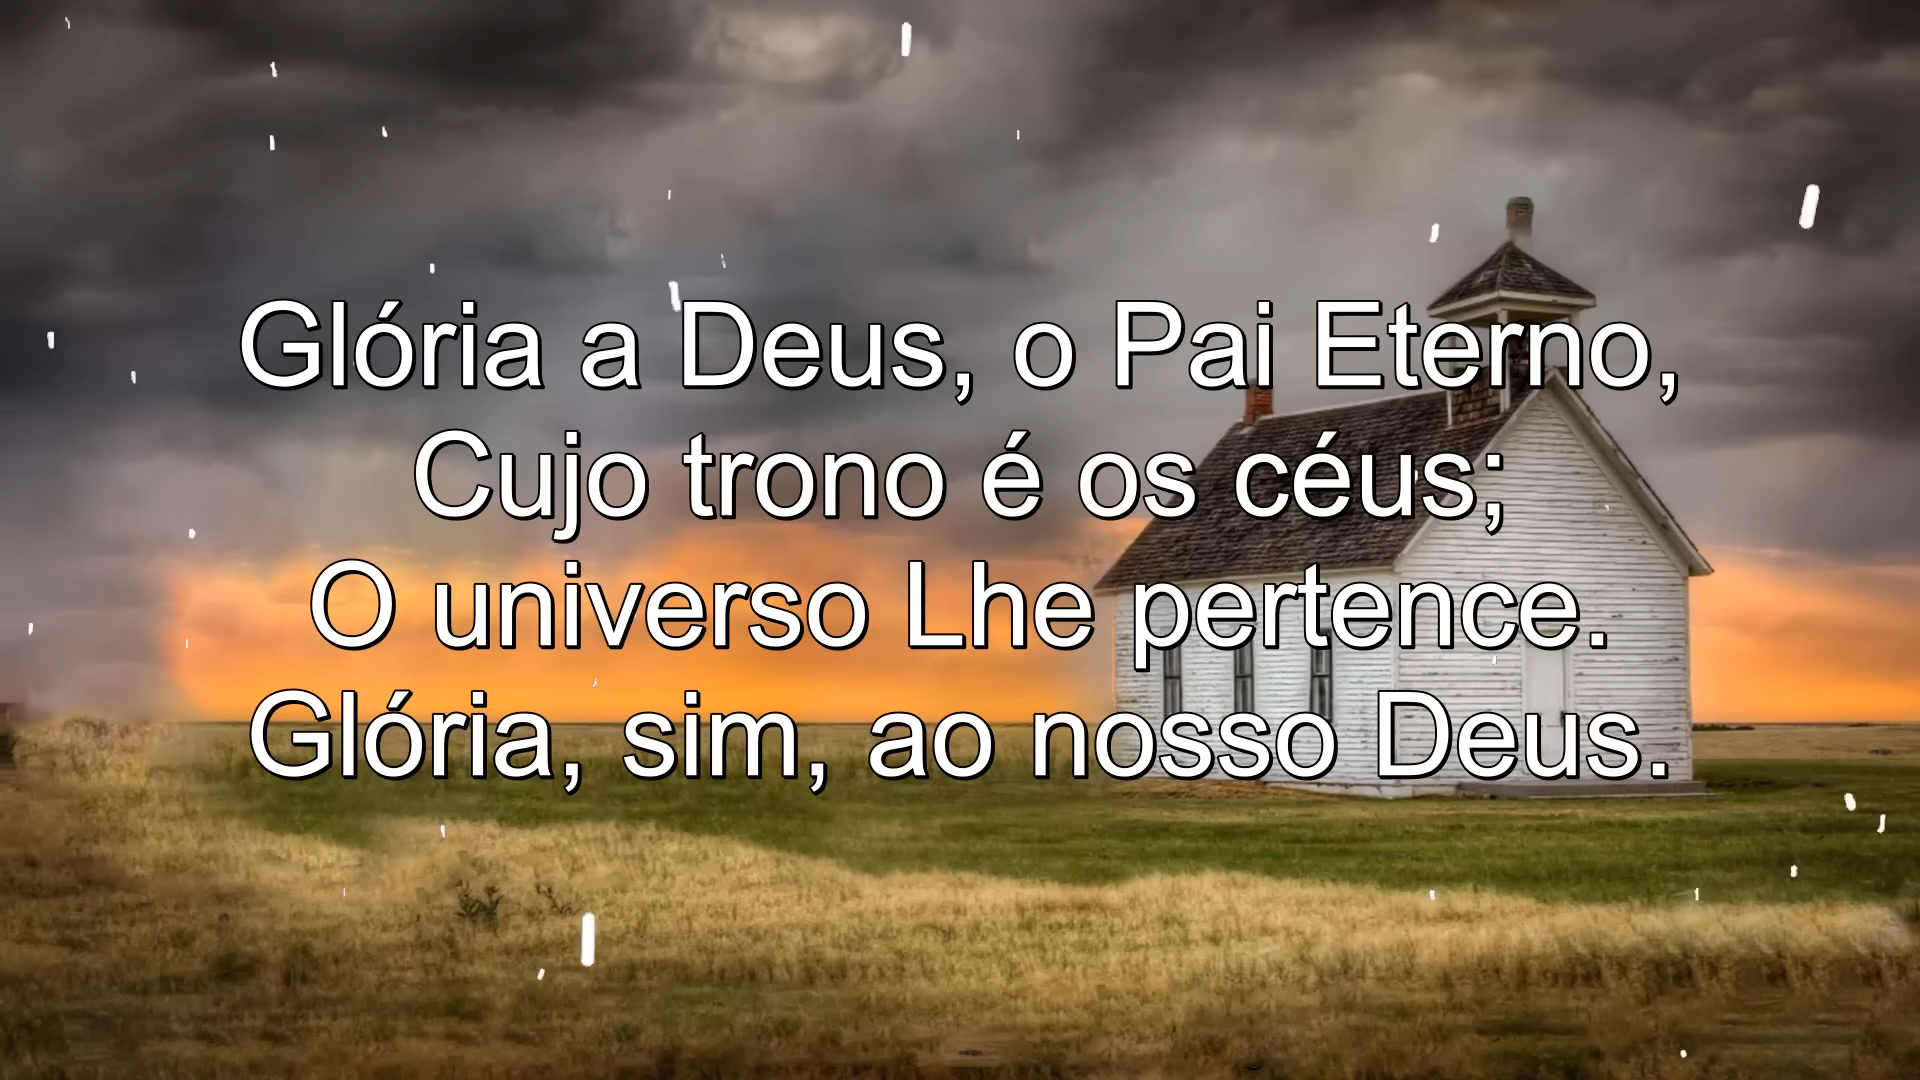 Glória a Deus, o Pai Eterno,
Cujo trono é os céus;
O universo Lhe pertence.
Glória, sim, ao nosso Deus.